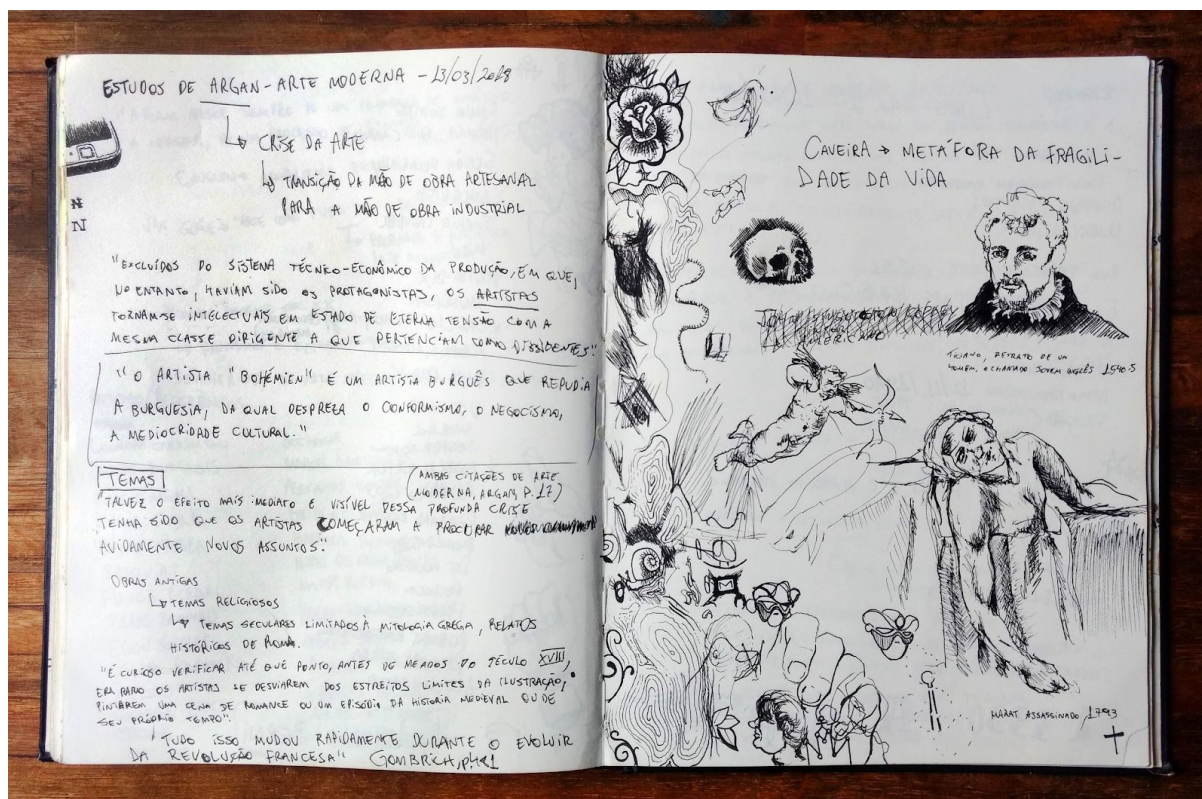 ESTUDOS DE ARGAN - ARTE MODERNA - 13/03/2018
CRISE DA ARTE
TRANSIÇÃO DA MÃO DE OBRA ARTESANAL
PARA A MÃO DE OBRA INDUSTRIAL
N
N
"EXCLUÍDOS DO SISTEMA TÉCNICO-ECONÔMICO DA PRODUÇÃO, EM QUE,
NO ENTANTO, HAVIAM SIDO OS PROTAGONISTAS, OS ARTISTAS
TORNAM-SE INTELECTUAIS EM ESTADO DE ETERNA TENSÃO COM A
MESMA CLASSE DIRIGENTE A QUE PERTENCIAM COMO DISSIDENTES."
"O ARTISTA "BOHÉMIEN" É UM ARTISTA BURGUÊS QUE REPUDIA
A BURGUESIA, DA QUAL DESPREZA O CONFORMISMO, O NEGOCISMO,
A MEDIOCRIDADE CULTURAL."
TEMAS
(AMBAS CITAÇÕES DE ARTE
MODERNA, ARGAN, P. 17)
"TALVEZ O EFEITO MAIS IMEDIATO E VISÍVEL DESSA PROFUNDA CRISE
TENHA SIDO QUE OS ARTISTAS COMEÇARAM A PROCURAR
AVIDAMENTE NOVOS ASSUNTOS."
OBRAS ANTIGAS
TEMAS RELIGIOSOS
TEMAS SECULARES LIMITADOS À MITOLOGIA GREGA, RELATOS
HISTÓRICOS DE ROMA.
"É CURIOSO VERIFICAR ATÉ QUE PONTO, ANTES DE MEADOS DO SÉCULO XVIII,
ERA RARO OS ARTISTAS SE DESVIAREM DOS ESTREITOS LIMITES DA ILUSTRAÇÃO,
PINTAREM UMA CENA DE ROMANCE OU UM EPISÓDIO DA HISTORIA MEDIEVAL OU DE
SEU PRÓPRIO TEMPO".
TUDO ISSO MUDOU RAPIDAMENTE DURANTE O EVOLUIR
DA REVOLUÇÃO FRANCESA" GOMBRICH, p481
CAVEIRA → METÁFORA DA FRAGILI-
DADE DA VIDA
TICIANO, RETRATO DE UM
HOMEM, O CHAMADO JOVEM INGLÊS 1540-5
MARAT ASSASSINADO 1793